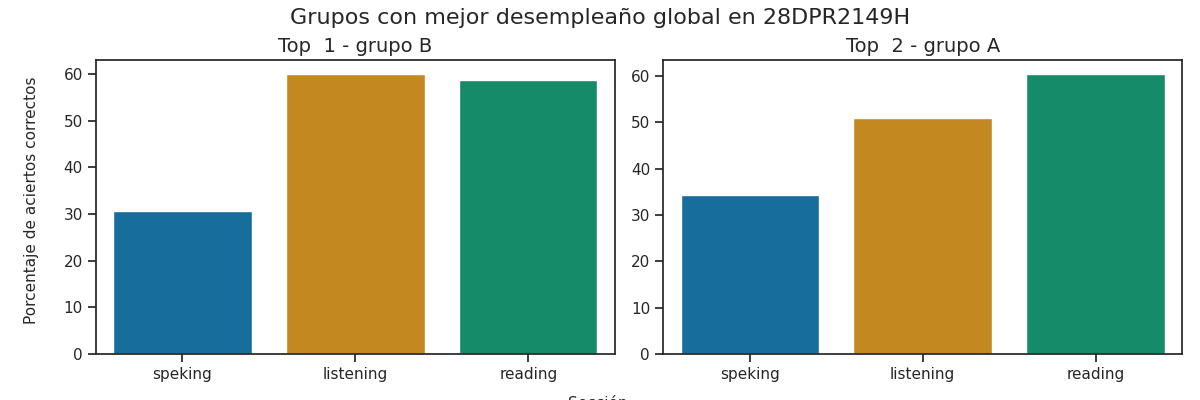 Grupos con mejor desempleaño global en 28DPR2149H
Top 1 - grupo B
Top 2 - grupo A
Porcentaje de aciertos correctos
60
50
40
30
20
10
0
speking
listening
reading
60
50
40
30
20
10
0
speking
listening
reading
Sección